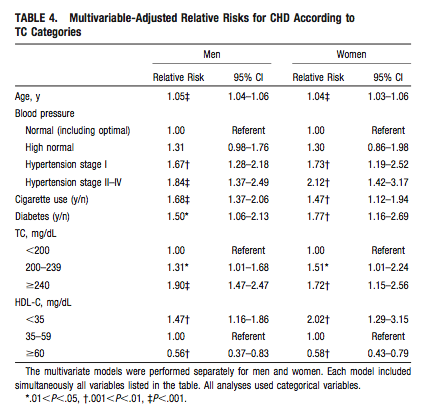 TABLE 4. Multivariable-Adjusted Relative Risks for CHD According to
TC Categories
Men Women
Relative Risk 95% CI Relative Risk 95% CI
Age, y 1.05‡ 1.04–1.06 1.04‡ 1.03–1.06
Blood pressure
Normal (including optimal) 1.00 Referent 1.00 Referent
High normal 1.31 0.98–1.76 1.30 0.86–1.98
Hypertension stage I 1.67† 1.28–2.18 1.73† 1.19–2.52
Hypertension stage II–IV 1.84‡ 1.37–2.49 2.12† 1.42–3.17
Cigarette use (y/n) 1.68‡ 1.37–2.06 1.47† 1.12–1.94
Diabetes (y/n) 1.50* 1.06–2.13 1.77† 1.16–2.69
TC, mg/dL
<200 1.00 Referent 1.00 Referent
200–239 1.31* 1.01–1.68 1.51* 1.01–2.24
≥240 1.90‡ 1.47–2.47 1.72† 1.15–2.56
HDL-C, mg/dL
<35 1.47† 1.16–1.86 2.02† 1.29–3.15
35–59 1.00 Referent 1.00 Referent
≥60 0.56† 0.37–0.83 0.58† 0.43–0.79
The multivariate models were performed separately for men and women. Each model included
simultaneously all variables listed in the table. All analyses used categorical variables.
*.01<P<.05, †.001<P<.01, ‡P<.001.